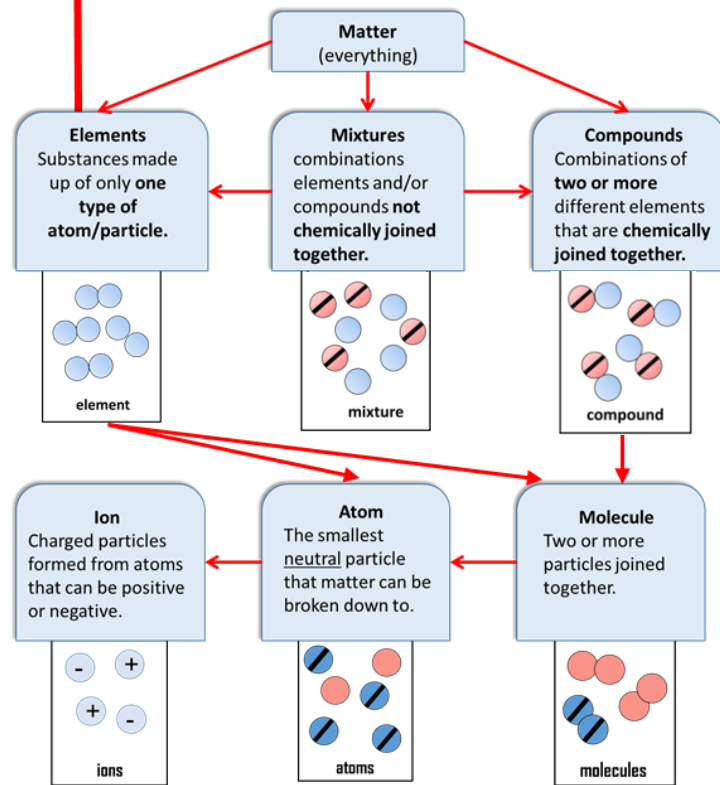 Matter
(everything)
Elements
Substances made
up of only one
type of
atom/particle.
Mixtures
combinations
elements and/or
compounds not
chemically joined
together.
Compounds
Combinations of
two or more
different elements
that are chemically
joined together.
element
mixture
compound
Ion
Charged particles
formed from atoms
that can be positive
or negative.
Atom
The smallest
neutral particle
that matter can be
broken down to.
Molecule
Two or more
particles joined
together.
- +
+ -
ions
atoms
molecules